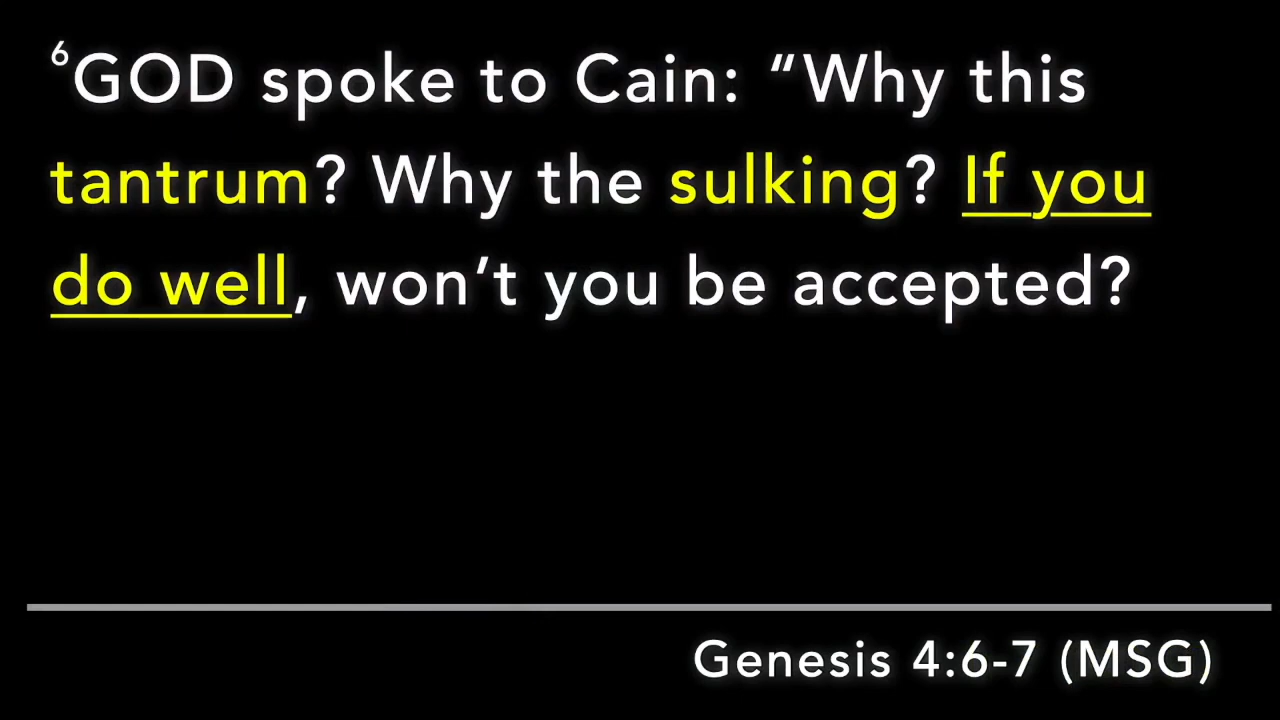 ⁶GOD spoke to Cain: “Why this
tantrum? Why the sulking? If you
do well, won’t you be accepted?
Genesis 4:6-7 (MSG)